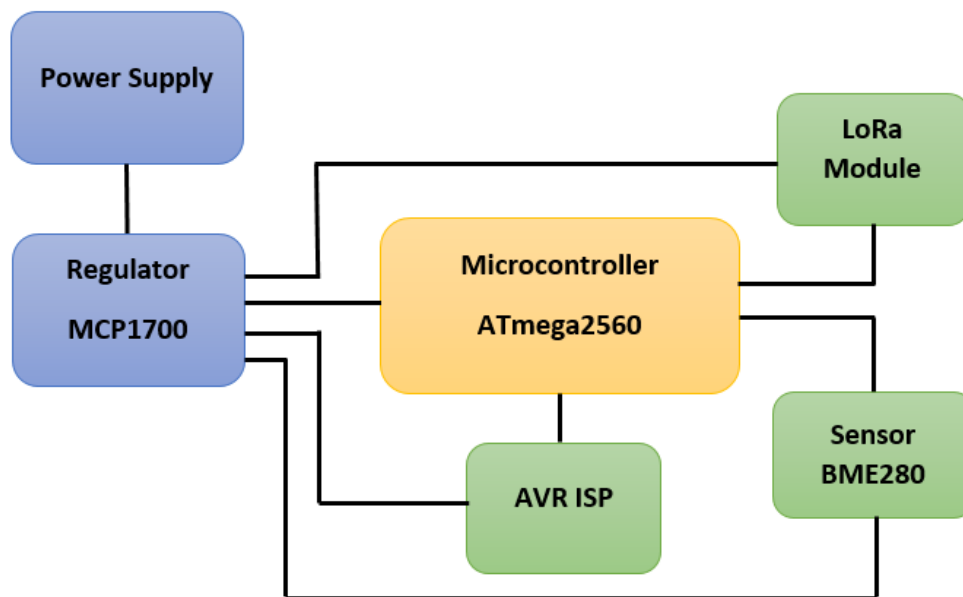 Power Supply
LoRa
Module
Regulator
MCP1700
Microcontroller
ATmega2560
Sensor
BME280
AVR ISP